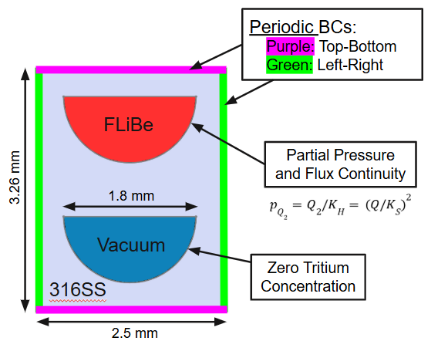 Periodic BCs:
Purple: Top-Bottom
Green: Left-Right
FLiBe
3.26 mm
Partial Pressure
and Flux Continuity
1.8 mm
p_{Q_2} = Q_2/K_H = (Q/K_S)^2
Vacuum
Zero Tritium
Concentration
316SS
2.5 mm